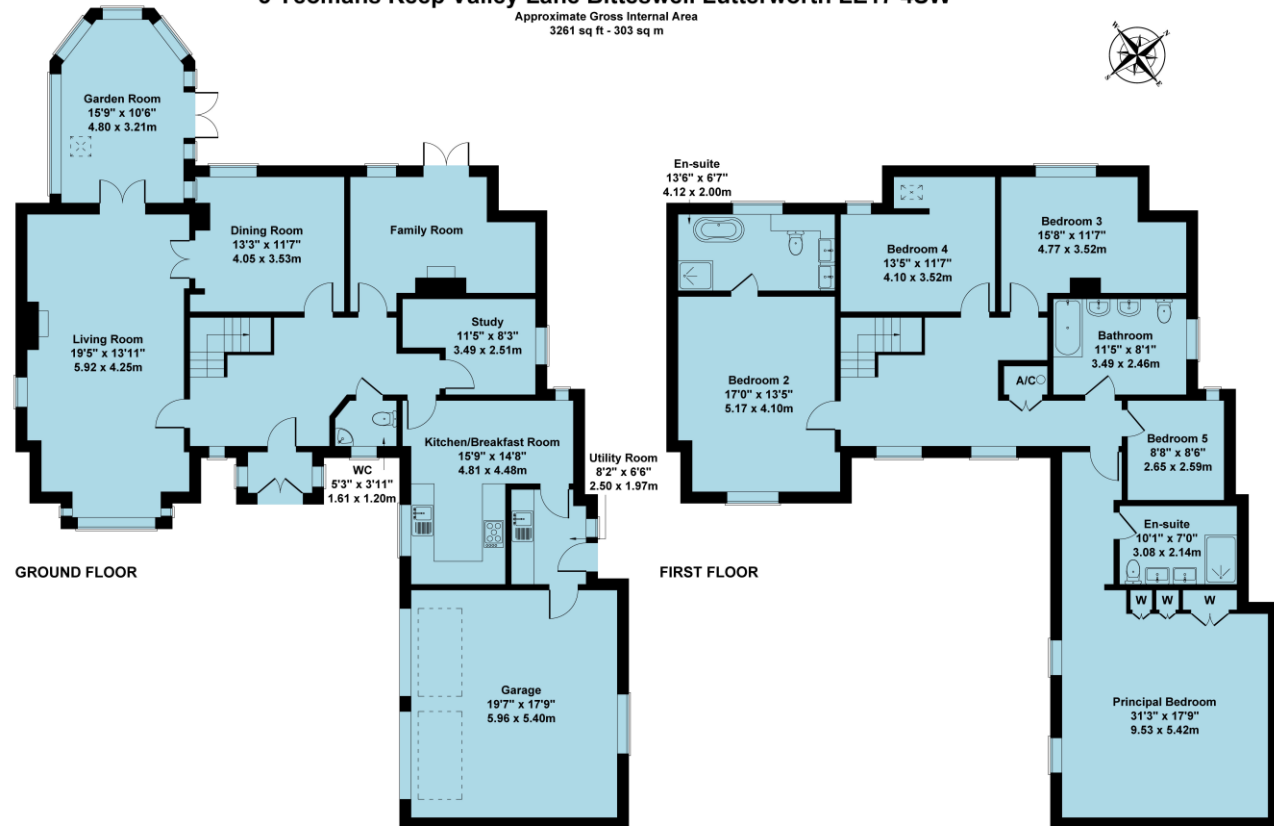 Yeomans Keep Valley Lane Bitteswell Lutterworth LE17
Approximate Gross Internal Area
3261 sq ft - 303 sq m
W
N
S
E
Garden Room
15'9" x 10'6"
4.80 x 3.21m
Dining Room
13'3" x 11'7"
4.05 x 3.53m
Family Room
Living Room
19'5" x 13'11"
5.92 x 4.25m
Study
11'5" x 8'3"
3.49 x 2.51m
Kitchen/Breakfast Room
15'9" x 14'8"
4.81 x 4.48m
WC
5'3" x 3'11"
1.61 x 1.20m
Utility Room
8'2" x 6'6"
2.50 x 1.97m
Garage
19'7" x 17'9"
5.96 x 5.40m
GROUND FLOOR
En-suite
13'6" x 6'7"
4.12 x 2.00m
Bedroom 4
13'5" x 11'7"
4.10 x 3.52m
Bedroom 3
15'8" x 11'7"
4.77 x 3.52m
Bathroom
11'5" x 8'1"
3.49 x 2.46m
A/C
Bedroom 2
17'0" x 13'5"
5.17 x 4.10m
Bedroom 5
8'8" x 8'6"
2.65 x 2.59m
En-suite
10'1" x 7'0"
3.08 x 2.14m
W
W
W
Principal Bedroom
31'3" x 17'9"
9.53 x 5.42m
FIRST FLOOR